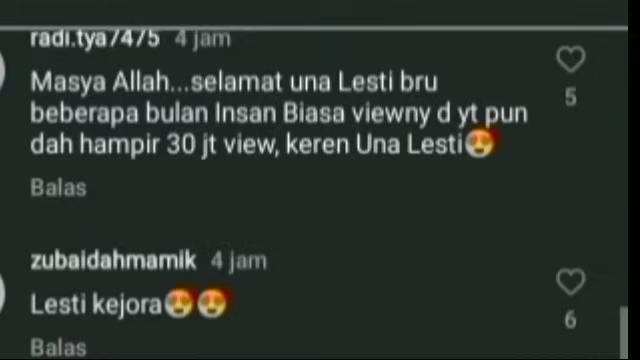 radi.tya7475 4 jam
Masya Allah...selamat una Lesti bru
beberapa bulan Insan Biasa viewny d yt pun
dah hampir 30 jt view, keren Una Lesti😍
5
Balas
zubaidahmamik 4 jam
Lesti kejora😍😍
6
Balas